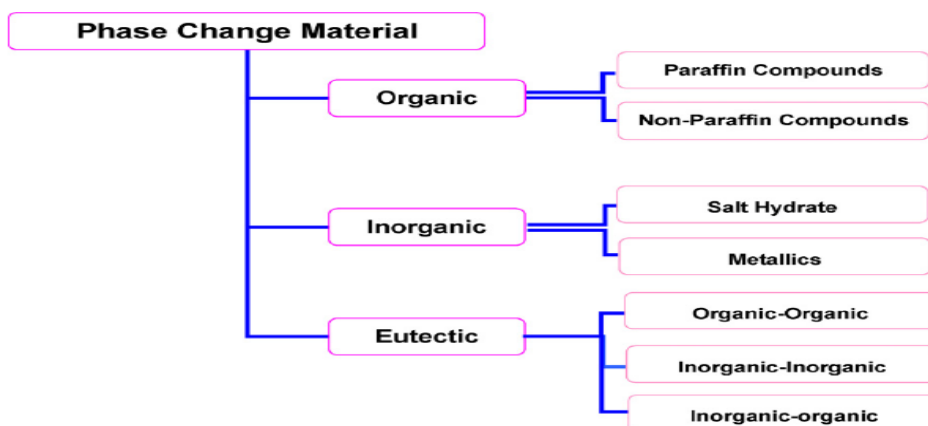 Phase Change Material
Organic
Paraffin Compounds
Non-Paraffin Compounds
Inorganic
Salt Hydrate
Metallics
Eutectic
Organic-Organic
Inorganic-Inorganic
Inorganic-organic